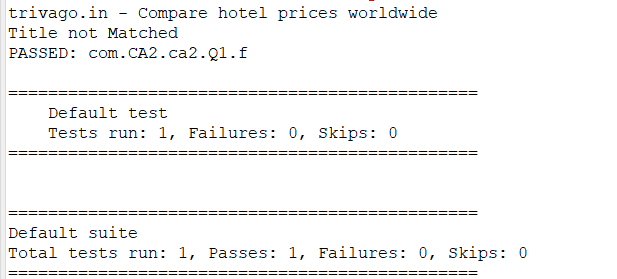 trivago.in - Compare hotel prices worldwide
Title not Matched
PASSED: com.CA2.ca2.Q1.f
===============================================
    Default test
    Tests run: 1, Failures: 0, Skips: 0
===============================================
===============================================
Default suite
Total tests run: 1, Passes: 1, Failures: 0, Skips: 0
===============================================